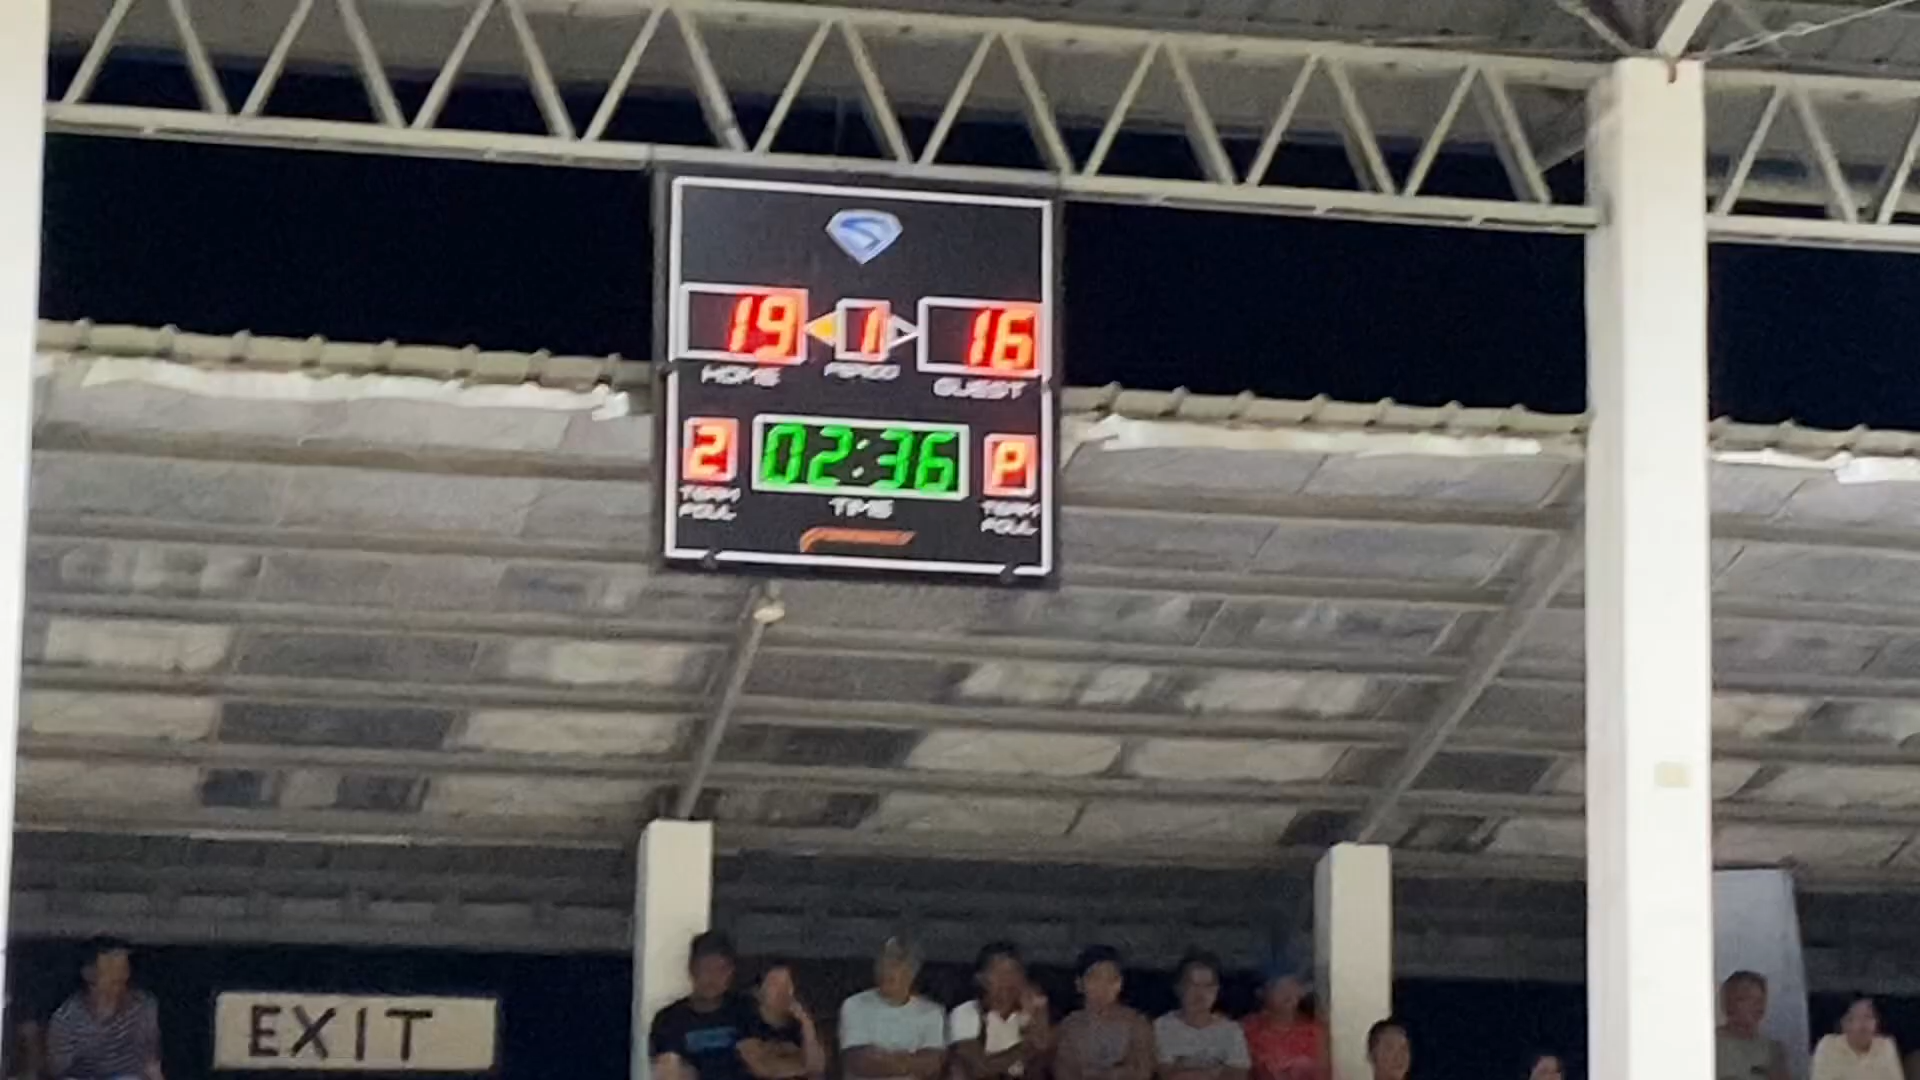 19 1 16
HOME PERIOD GUEST
2 02:36 P
TEAM FOUL TIME TEAM FOUL
EXIT